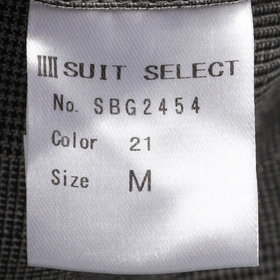 SUIT SELECT
No. SBG2454
Color 21
Size M